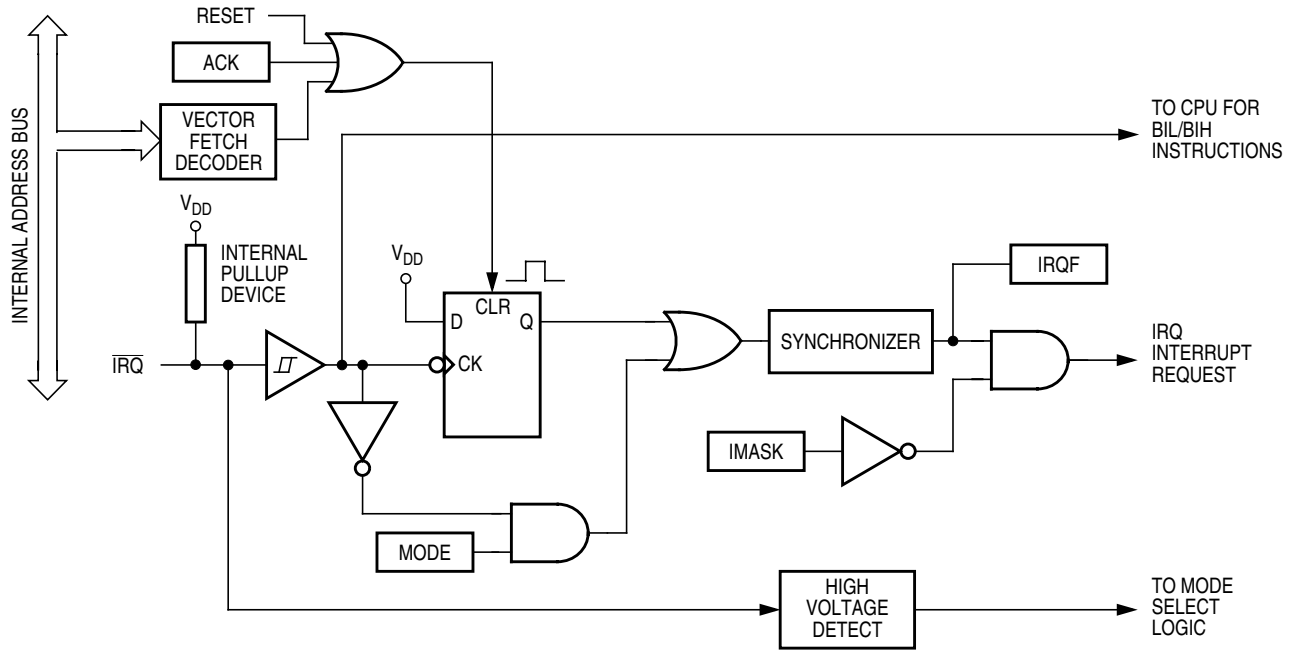 RESET
ACK
VECTOR
FETCH
DECODER
INTERNAL ADDRESS BUS
TO CPU FOR
BIL/BIH
INSTRUCTIONS
VDD
INTERNAL
PULLUP
DEVICE
VDD
CLR
D
Q
CK
IRQF
SYNCHRONIZER
IRQ
INTERRUPT
REQUEST
IRQ
IMASK
MODE
HIGH
VOLTAGE
DETECT
TO MODE
SELECT
LOGIC